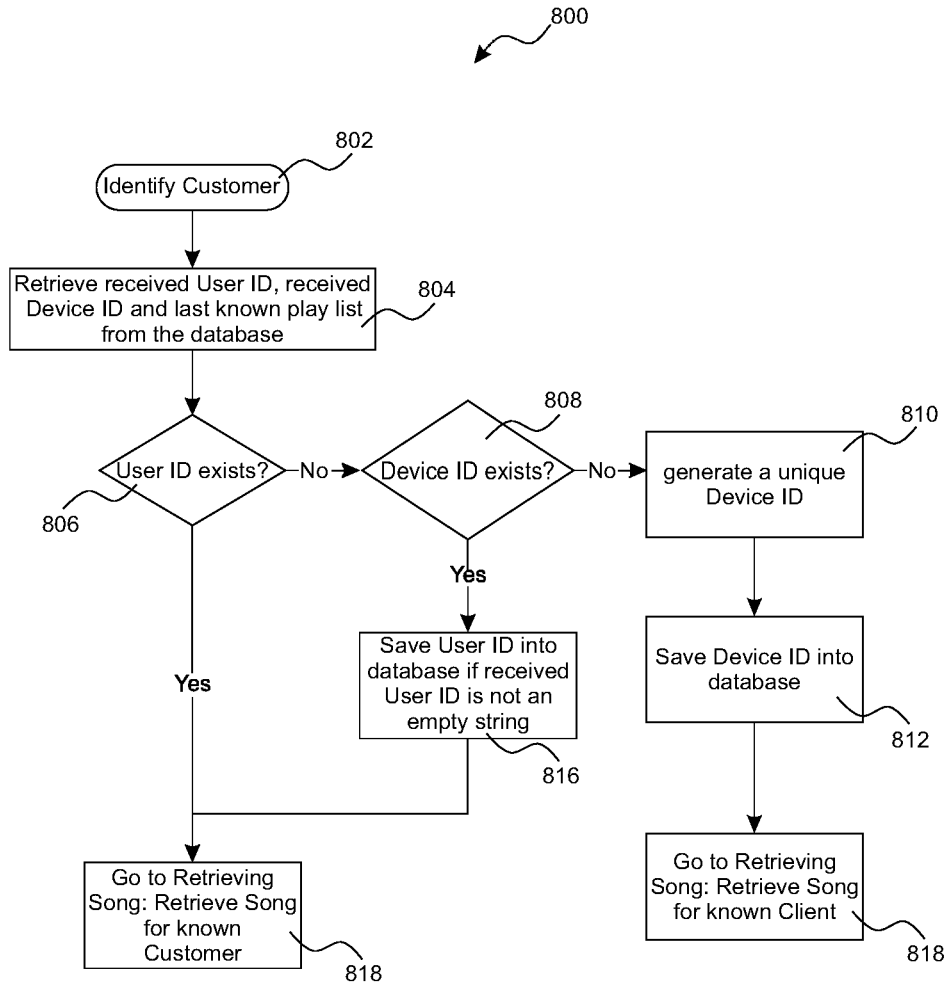 800
802
Identify Customer
Retrieve received User ID, received
Device ID and last known play list
from the database
804
User ID exists?
806
No
808
Device ID exists?
No
810
generate a unique
Device ID
Yes
Yes
Save User ID into
database if received
User ID is not an
empty string
816
Save Device ID into
database
812
Go to Retrieving
Song: Retrieve Song
for known
Customer
818
Go to Retrieving
Song: Retrieve Song
for known Client
818